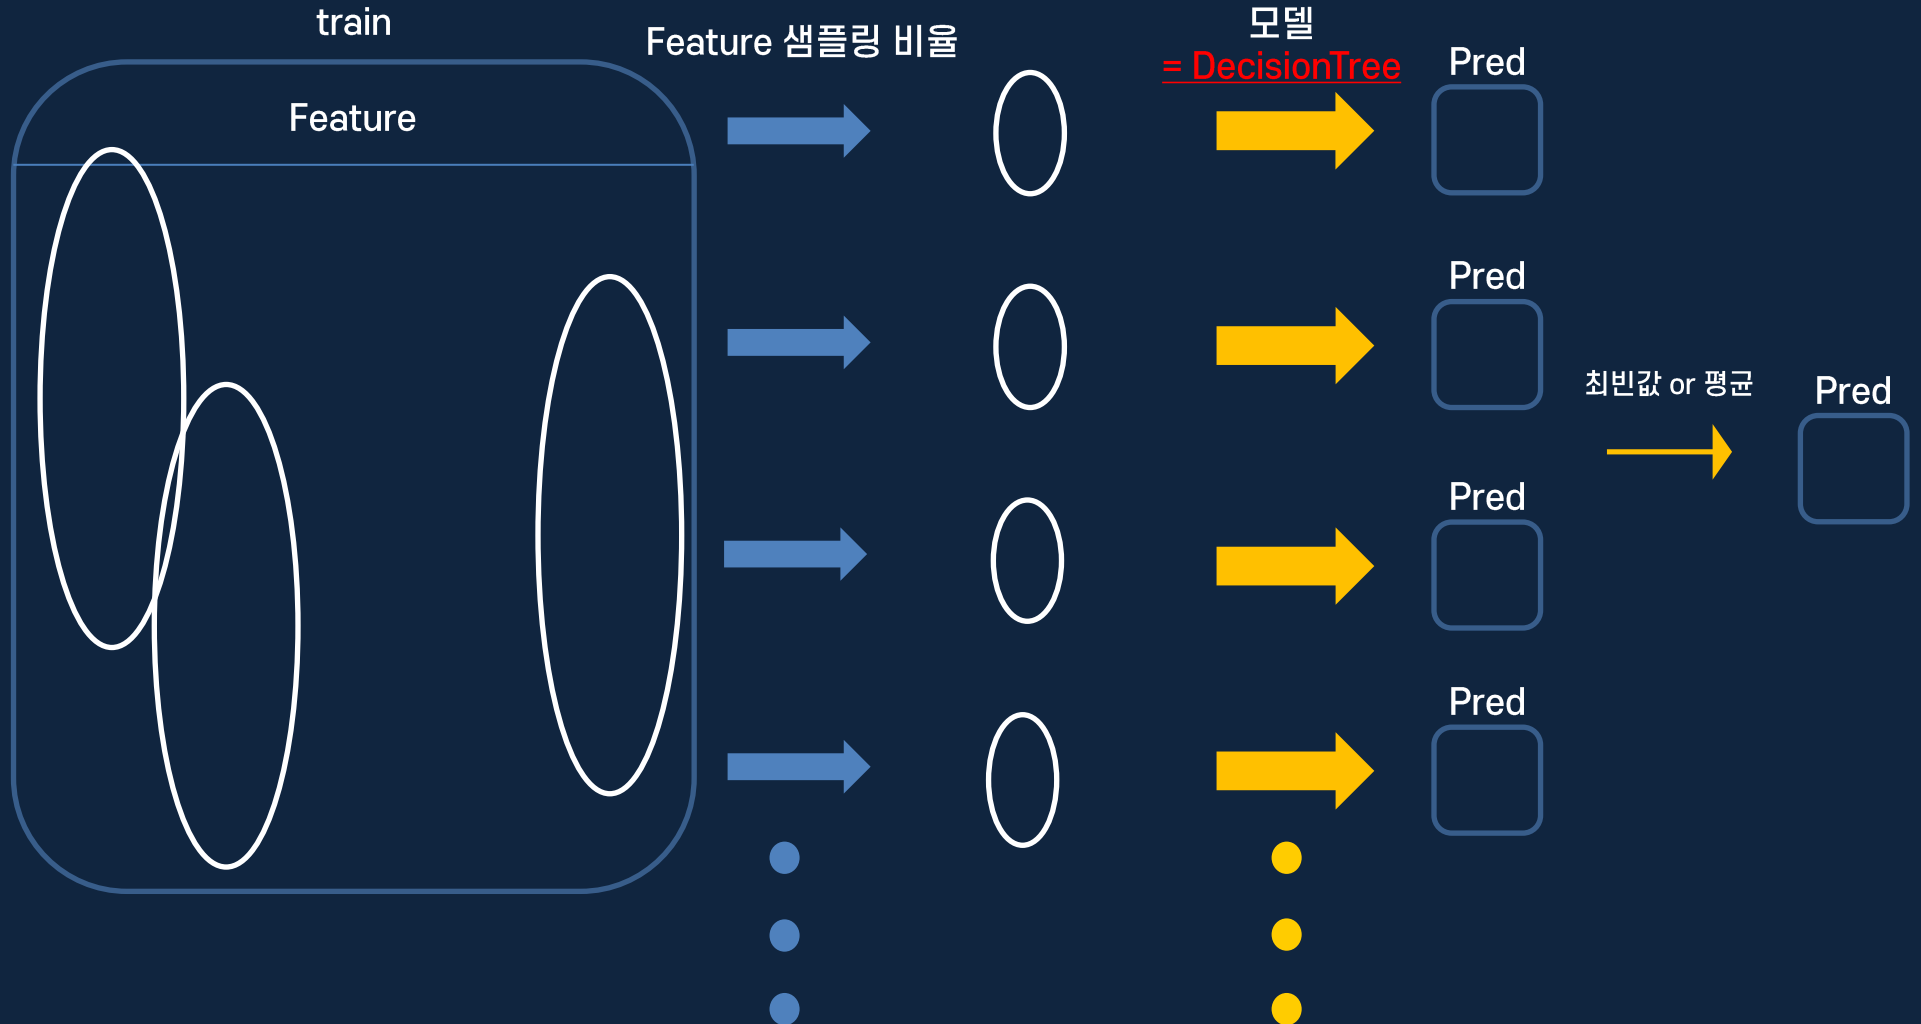 train
Feature
Feature 샘플링 비율
모델
= DecisionTree
Pred
Pred
Pred
Pred
최빈값 or 평균
Pred